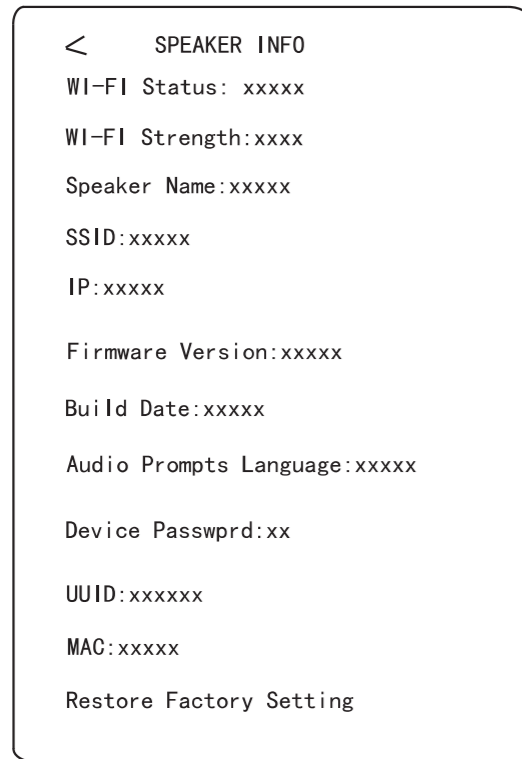 < SPEAKER INFO
WI-FI Status: xxxxx
WI-FI Strength:xxxx
Speaker Name:xxxxx
SSID:xxxxx
IP:xxxxx
Firmware Version:xxxxx
Build Date:xxxxx
Audio Prompts Language:xxxxx
Device Passwprd:xx
UUID:xxxxxx
MAC:xxxxx
Restore Factory Setting